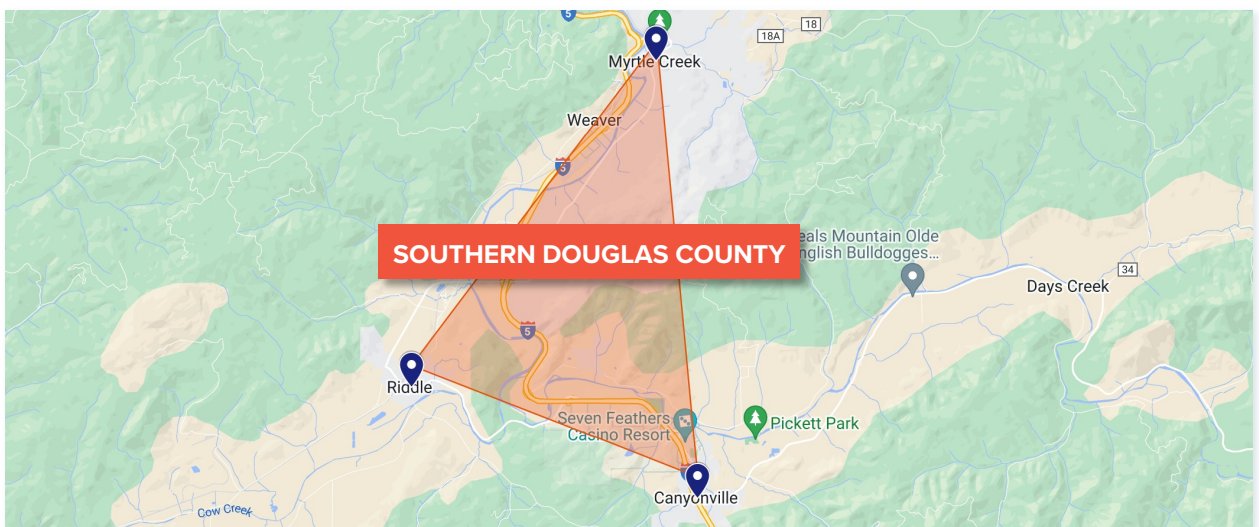 5
18
18A
Myrtle Creek
Weaver
5
SOUTHERN DOUGLAS COUNTY
eals Mountain Olde
nglish Bulldogges...
34
Days Creek
5
Riddle
Seven Feathers
Casino Resort
Pickett Park
Canyonville
Cow Creek